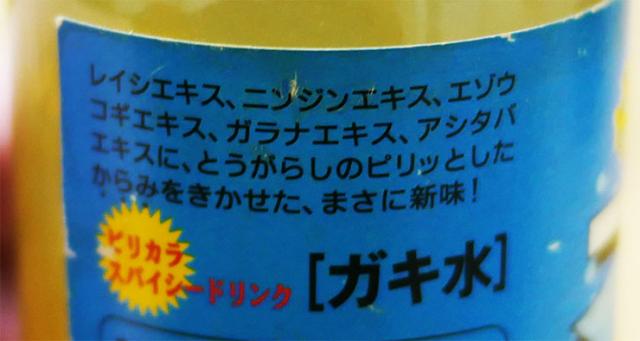 レイシエキス、ニンジンエキス、エゾウ
コギエキス、ガラナエキス、アシタバ
エキスに、とうがらしのピリッとした
からみをきかせた、まさに新味!
ピリカラ
スパイシードリンク
[ガキ水]